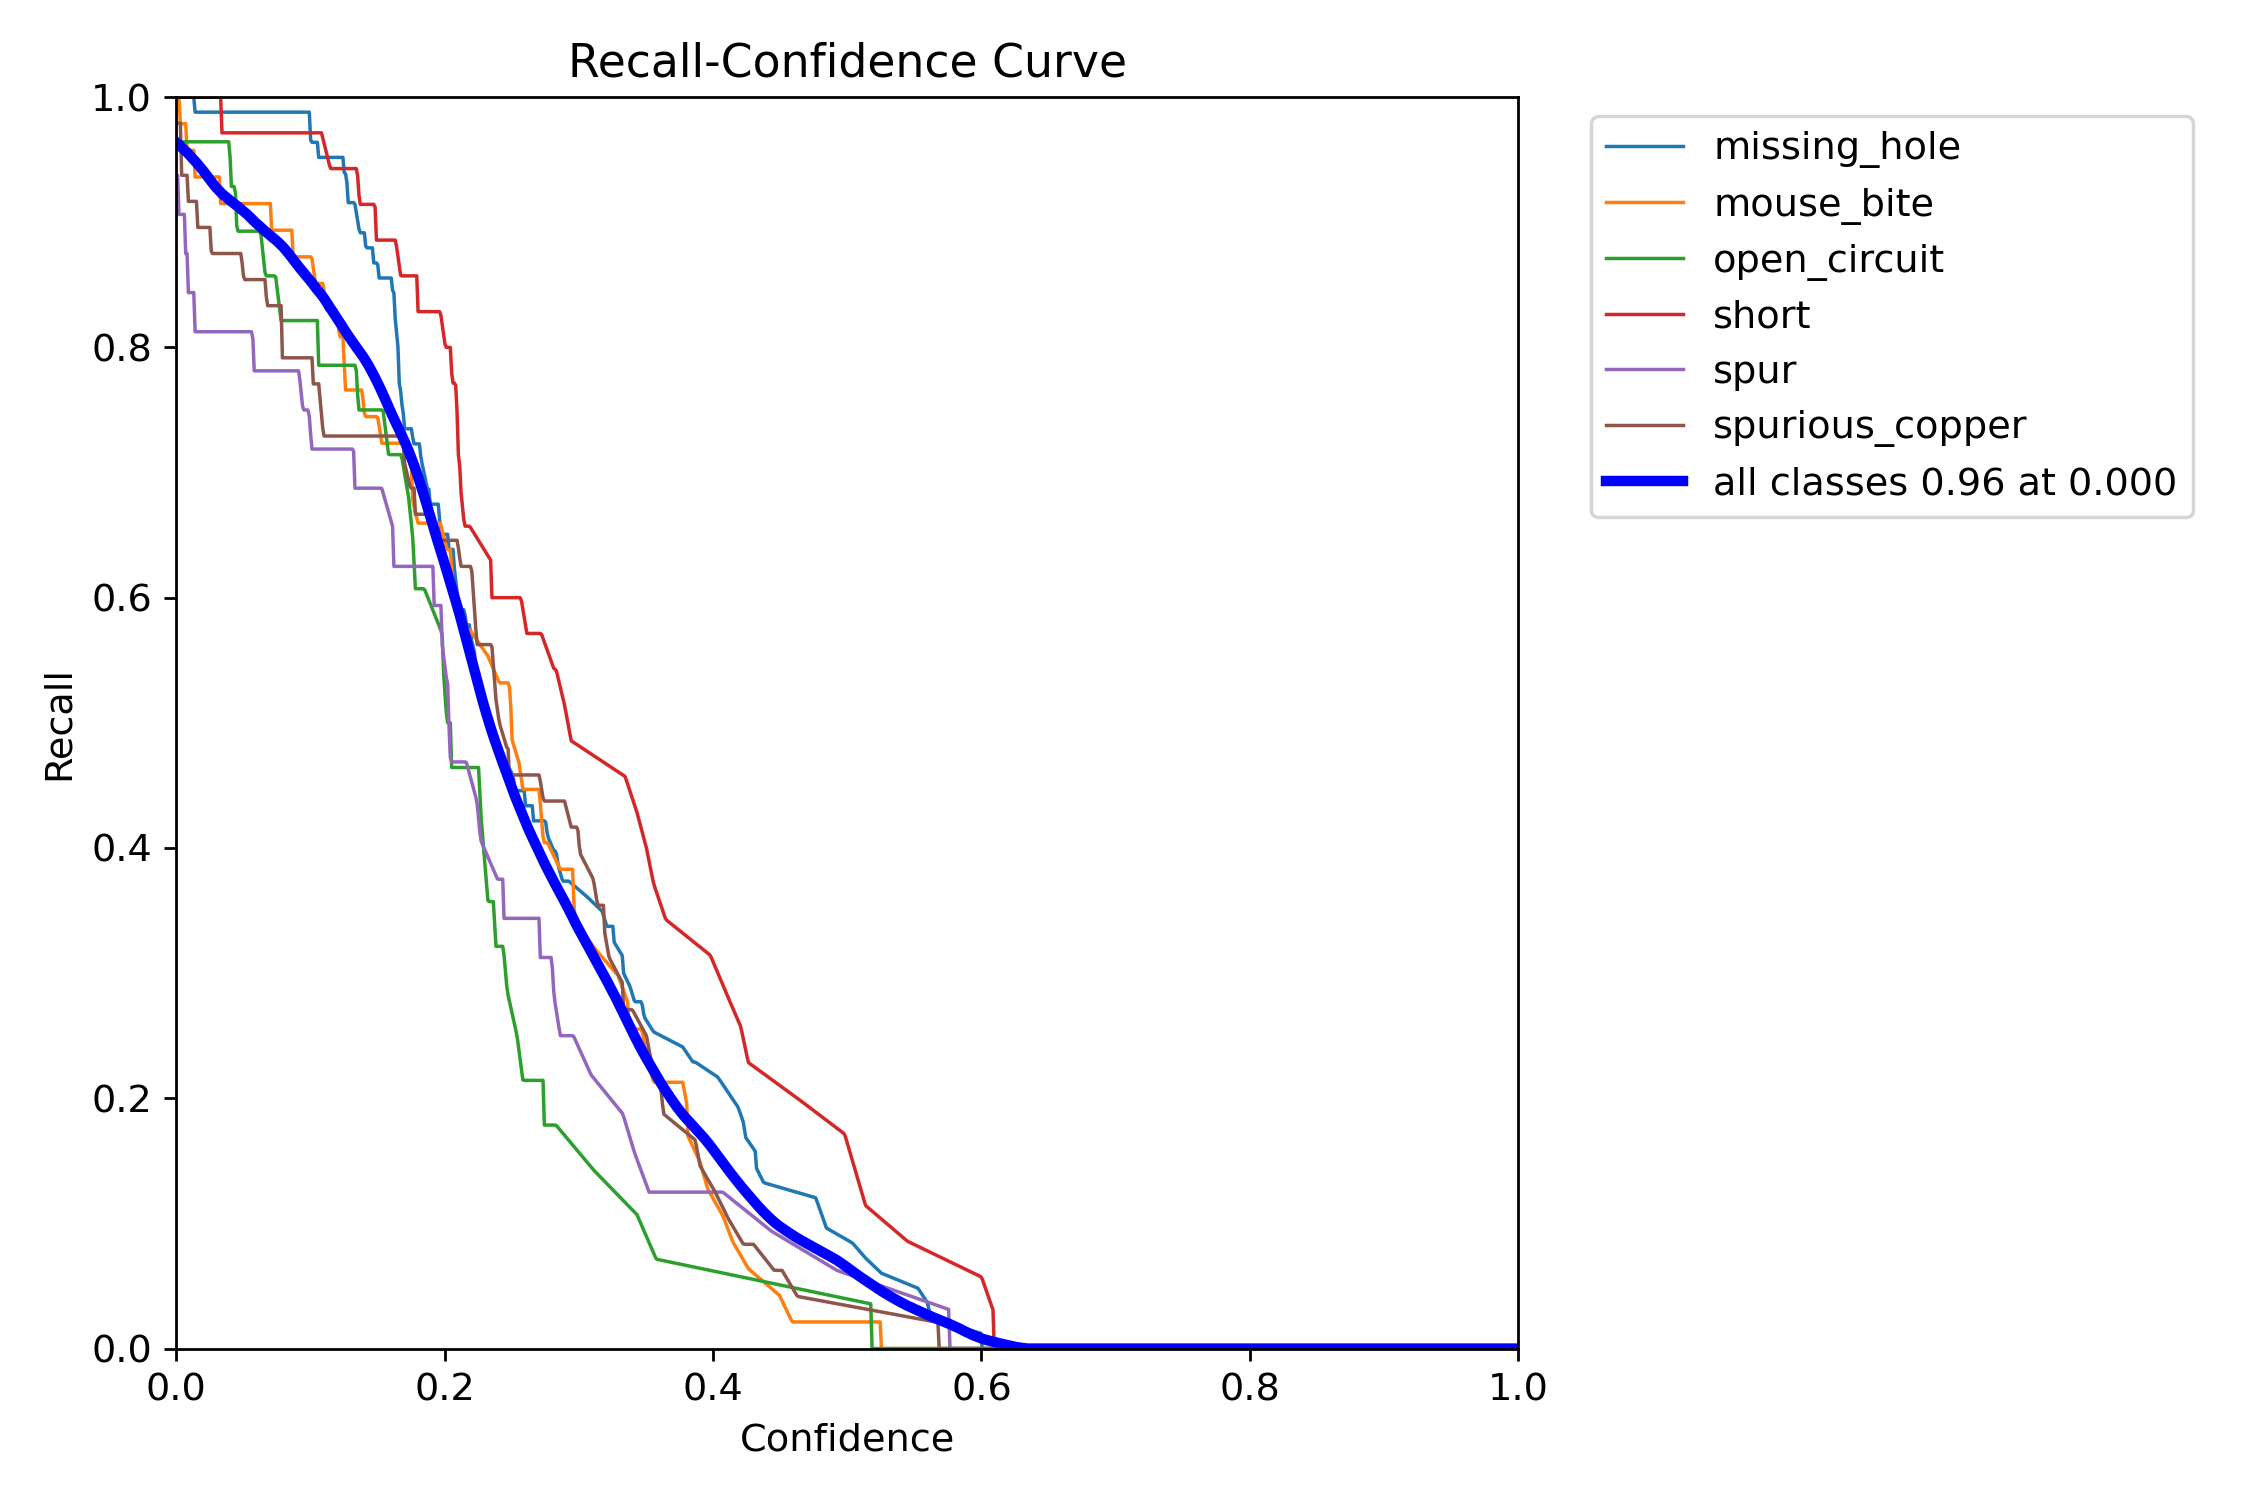 Recall-Confidence Curve
1.0
0.8
0.6
0.4
0.2
0.0
Recall
0.0 0.2 0.4 0.6 0.8 1.0
Confidence
missing_hole
mouse_bite
open_circuit
short
spur
spurious_copper
all classes 0.96 at 0.000